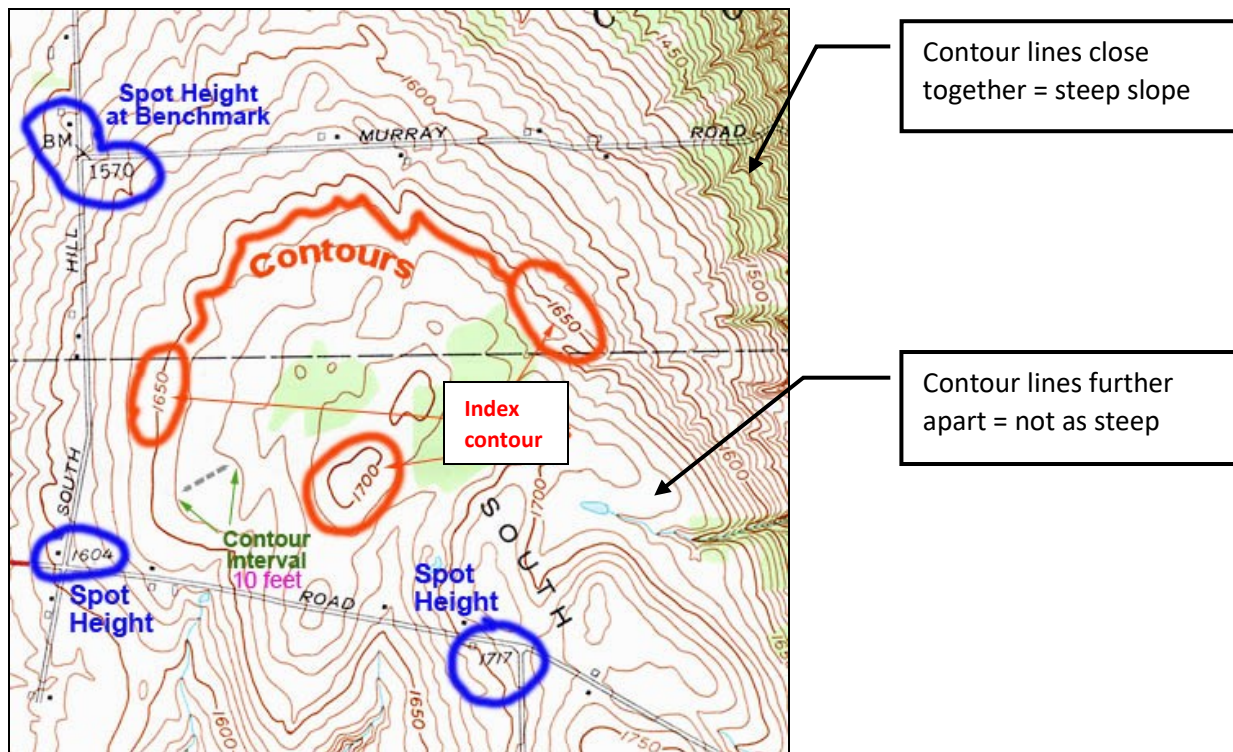 C
O
1450
Contour lines close
together = steep slope
1600
Spot Height
at Benchmark
BM
MURRAY
ROAD
1570
HILL
Contours
1500
1650
1650
Index
contour
Contour lines further
apart = not as steep
1700
1700
1600
SOUTH
SOUTH
Contour
Interval
10 feet
1604
Spot
Height
ROAD
Spot
Height
1717
1600
1650
1650
1750